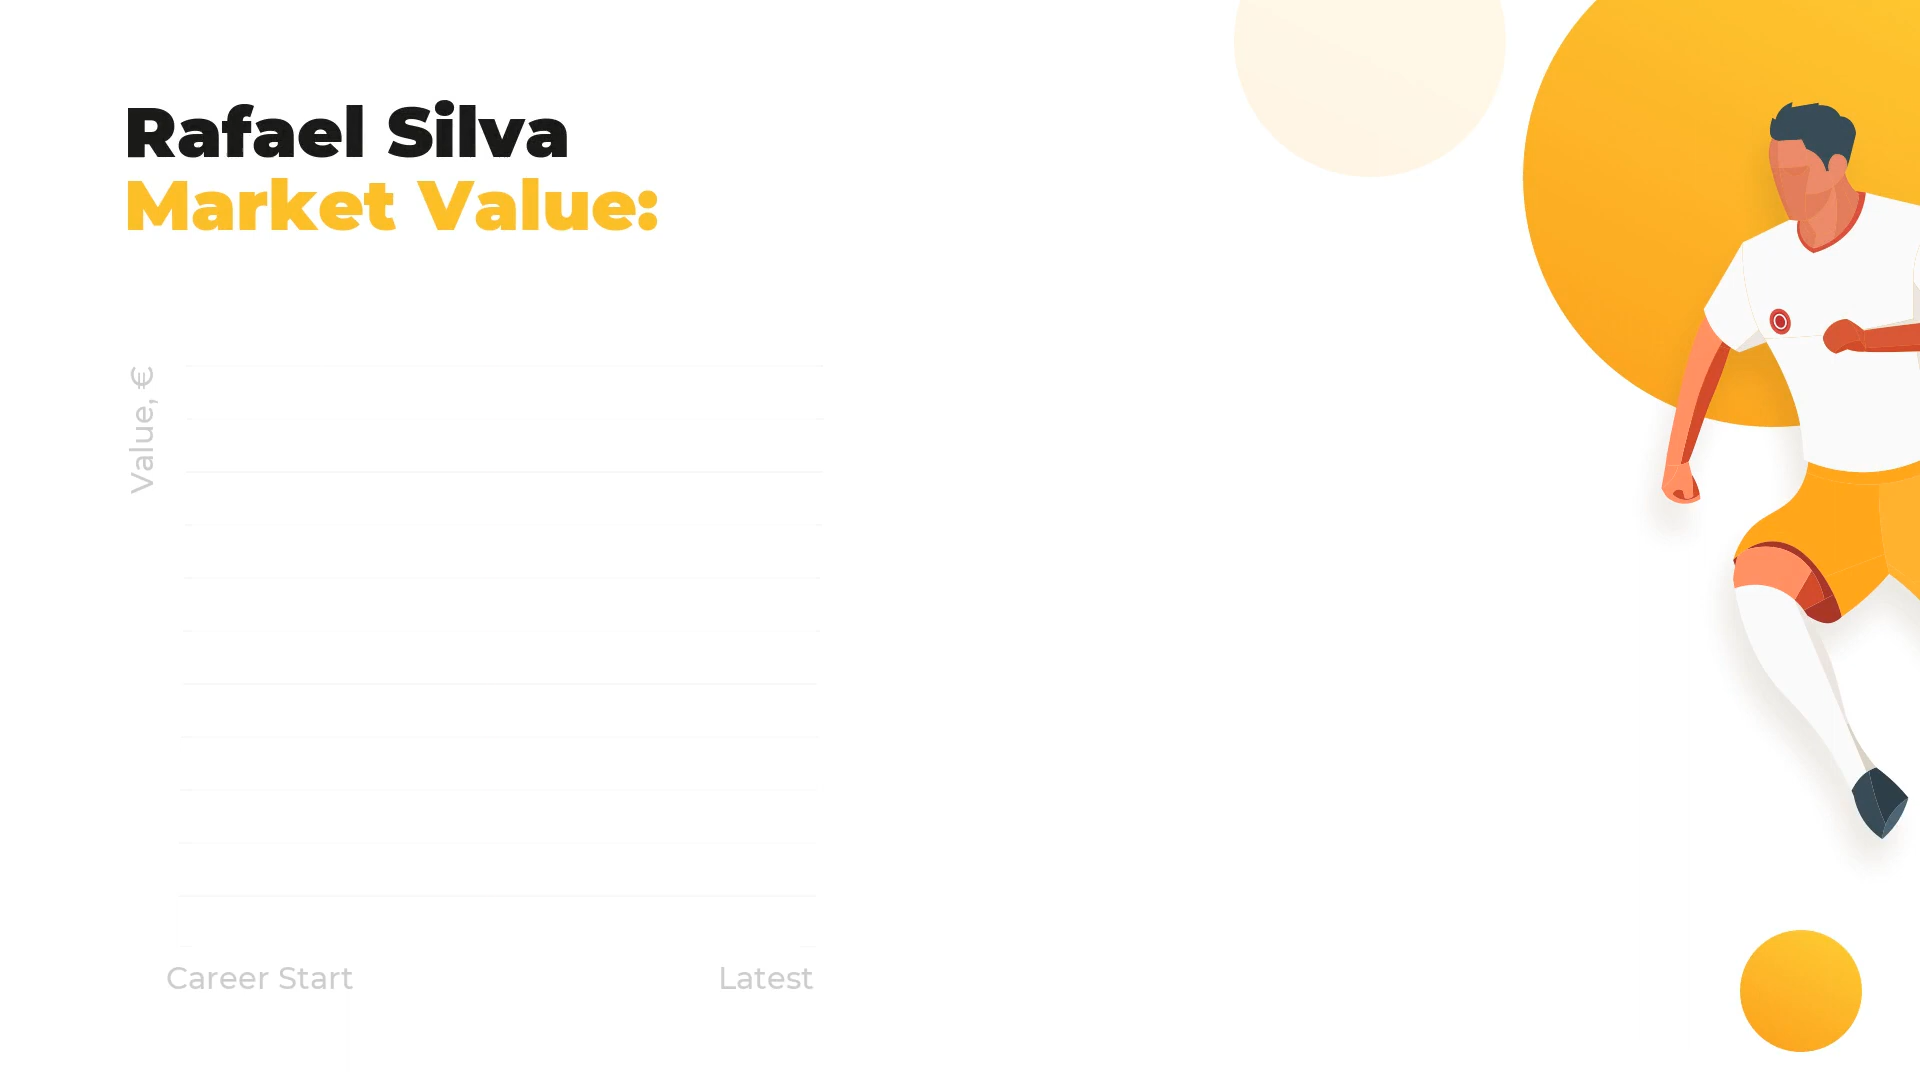 Rafael Silva
Market Value:
Value, €
Career Start
Latest